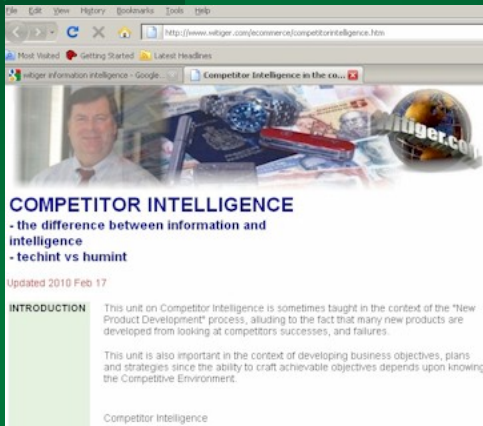 File Edit View History Bookmarks Tools Help
http://www.witiger.com/ecommerce/competitorintelligence.htm
Most Visited Getting Started Latest Headlines
witiger information intelligence - Google... Competitor Intelligence in the co...
witiger.com
COMPETITOR INTELLIGENCE
- the difference between information and
intelligence
- techint vs humint
Updated 2010 Feb 17
INTRODUCTION
This unit on Competitor Intelligence is sometimes taught in the context of the "New
Product Development" process, alluding to the fact that many new products are
developed from looking at competitors successes, and failures.
This unit is also important in the context of developing business objectives, plans
and strategies since the ability to craft achievable objectives depends upon knowing
the Competitive Environment.
Competitor Intelligence